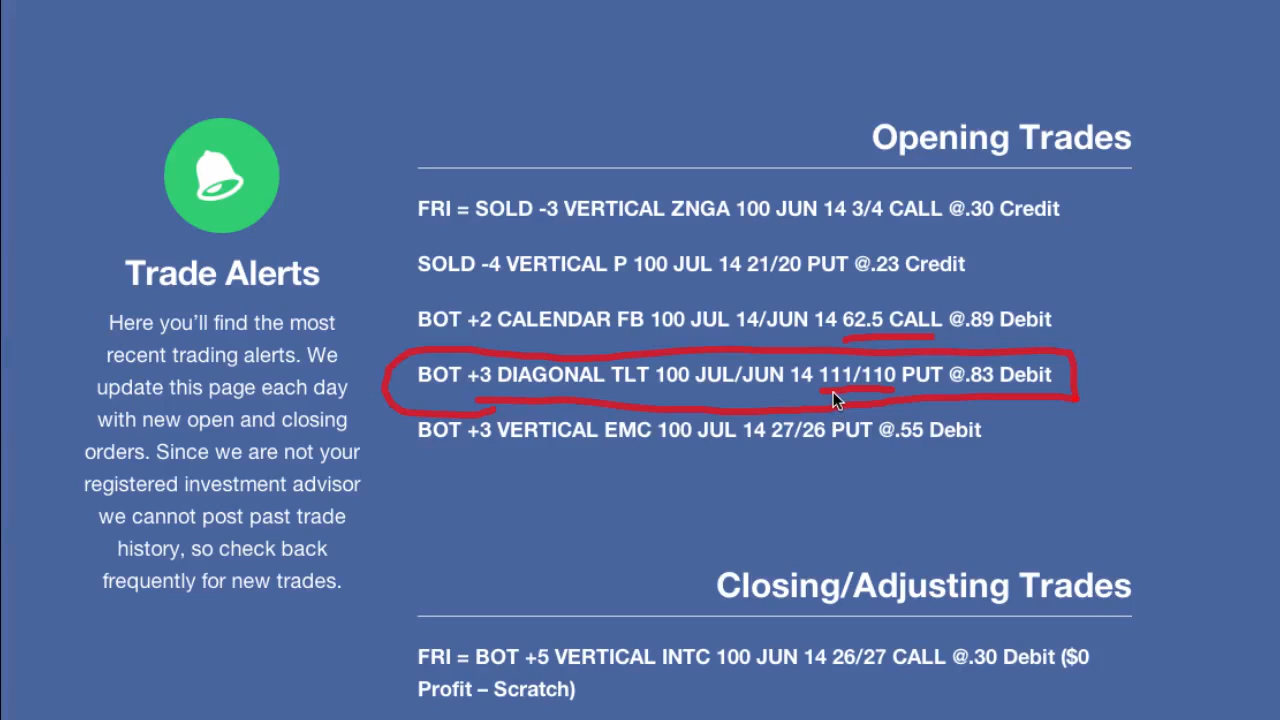 Trade Alerts
Here you’ll find the most
recent trading alerts. We
update this page each day
with new open and closing
orders. Since we are not your
registered investment advisor
we cannot post past trade
history, so check back
frequently for new trades.
Opening Trades
FRI = SOLD -3 VERTICAL ZNGA 100 JUN 14 3/4 CALL @.30 Credit
SOLD -4 VERTICAL P 100 JUL 14 21/20 PUT @.23 Credit
BOT +2 CALENDAR FB 100 JUL 14/JUN 14 62.5 CALL @.89 Debit
BOT +3 DIAGONAL TLT 100 JUL/JUN 14 111/110 PUT @.83 Debit
BOT +3 VERTICAL EMC 100 JUL 14 27/26 PUT @.55 Debit
Closing/Adjusting Trades
FRI = BOT +5 VERTICAL INTC 100 JUN 14 26/27 CALL @.30 Debit ($0
Profit – Scratch)